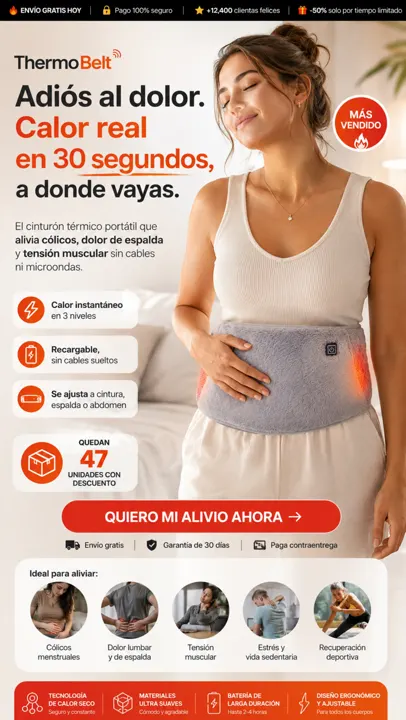 ENVÍO GRATIS HOY
Pago 100% seguro
+12,400 clientas felices
-50% solo por tiempo limitado
ThermoBelt
Adiós al dolor.
Calor real
en 30 segundos,
a donde vayas.
MÁS
VENDIDO
El cinturón térmico portátil que
alivia cólicos, dolor de espalda
y tensión muscular sin cables
ni microondas.
Calor instantáneo
en 3 niveles
Recargable,
sin cables sueltos
Se ajusta a cintura,
espalda o abdomen
QUEDAN
47
UNIDADES CON
DESCUENTO
QUIERO MI ALIVIO AHORA →
Envío gratis
Garantía de 30 días
Paga contraentrega
Ideal para aliviar:
Cólicos
menstruales
Dolor lumbar
y de espalda
Tensión
muscular
Estrés y
vida sedentaria
Recuperación
deportiva
TECNOLOGÍA
DE CALOR SECO
Seguro y constante
MATERIALES
ULTRA SUAVES
Cómodo y agradable
BATERÍA DE
LARGA DURACIÓN
Hasta 2-4 horas
DISEÑO ERGONÓMICO
Y AJUSTABLE
Para todos los cuerpos